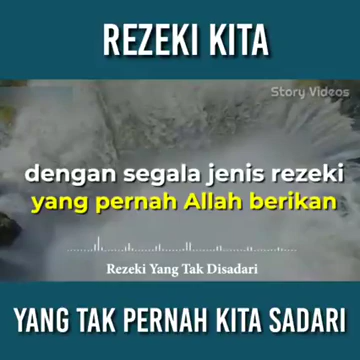 REZEKI KITA
Story Videos
dengan segala jenis rezeki
yang pernah Allah berikan
Rezeki Yang Tak Disadari
YANG TAK PERNAH KITA SADARI